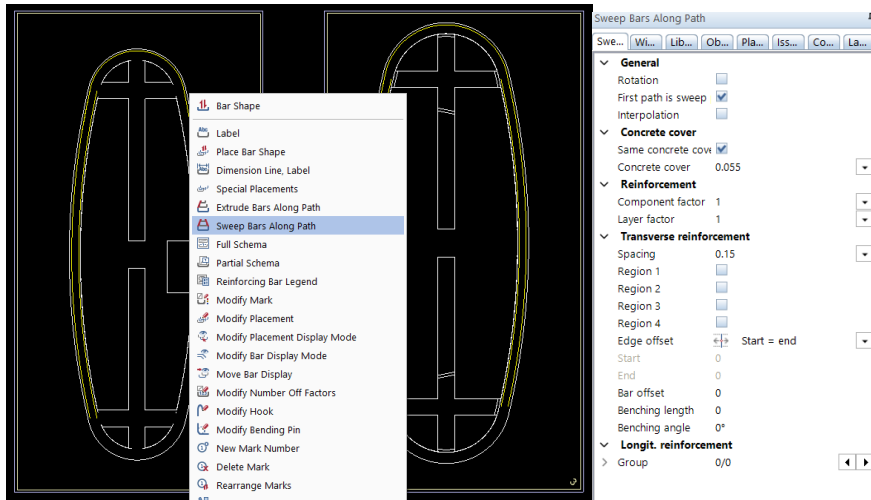 Bar Shape
Label
Place Bar Shape
Dimension Line, Label
Special Placements
Extrude Bars Along Path
Sweep Bars Along Path
Full Schema
Partial Schema
Reinforcing Bar Legend
Modify Mark
Modify Placement
Modify Placement Display Mode
Modify Bar Display Mode
Move Bar Display
Modify Number Off Factors
Modify Hook
Modify Bending Pin
New Mark Number
Delete Mark
Rearrange Marks
Sweep Bars Along Path
Swe... Wi... Lib... Ob... Pla... Iss... Co... La...
General
Rotation
First path is sweep
Interpolation
Concrete cover
Same concrete cove
Concrete cover 0.055
Reinforcement
Component factor 1
Layer factor 1
Transverse reinforcement
Spacing 0.15
Region 1
Region 2
Region 3
Region 4
Edge offset Start = end
Start 0
End 0
Bar offset 0
Benching length 0
Benching angle 0°
Longit. reinforcement
Group 0/0